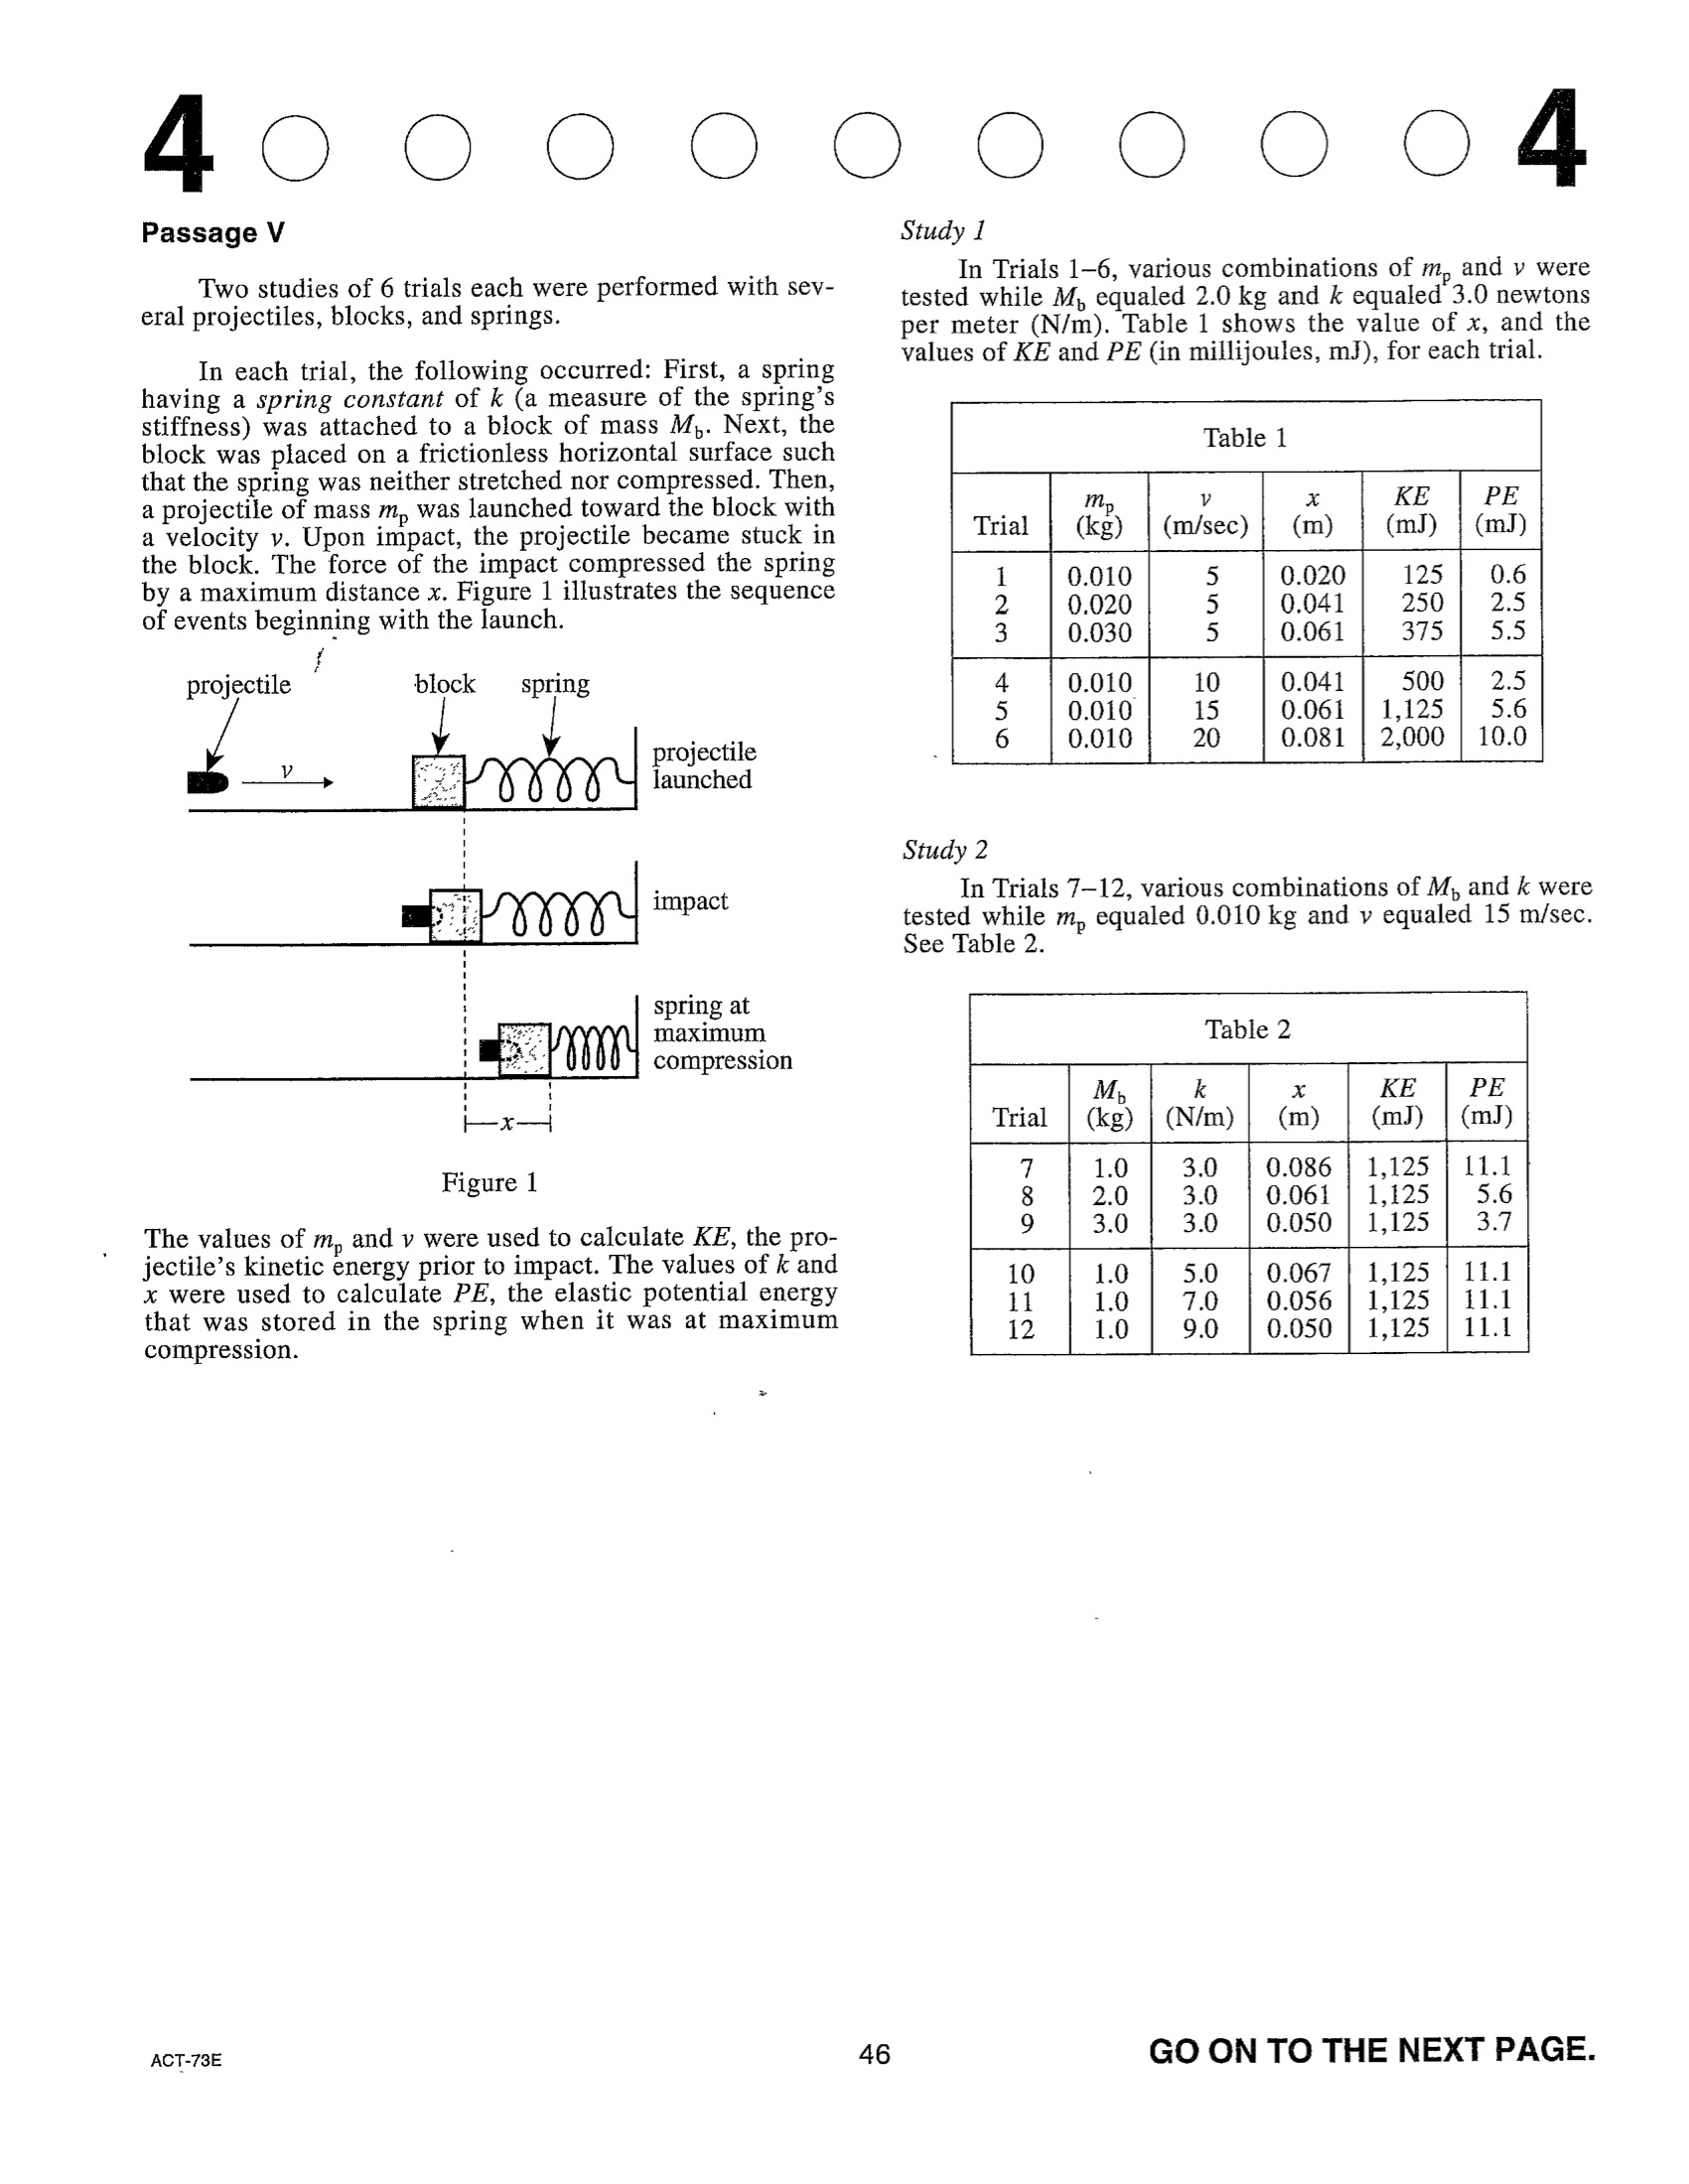 4 4
Passage V
Two studies of 6 trials each were performed with sev-
eral projectiles, blocks, and springs.
In each trial, the following occurred: First, a spring
having a spring constant of k (a measure of the spring's
stiffness) was attached to a block of mass Mb. Next, the
block was placed on a frictionless horizontal surface such
that the spring was neither stretched nor compressed. Then,
a projectile of mass mp was launched toward the block with
a velocity v. Upon impact, the projectile became stuck in
the block. The force of the impact compressed the spring
by a maximum distance x. Figure 1 illustrates the sequence
of events beginning with the launch.
projectile block spring
v
projectile
launched
impact
spring at
maximum
compression
x
Figure 1
The values of mp and v were used to calculate KE, the pro-
jectile's kinetic energy prior to impact. The values of k and
x were used to calculate PE, the elastic potential energy
that was stored in the spring when it was at maximum
compression.
Study 1
In Trials 1–6, various combinations of mp and v were
tested while Mb equaled 2.0 kg and k equaled 3.0 newtons
per meter (N/m). Table 1 shows the value of x, and the
values of KE and PE (in millijoules, mJ), for each trial.
Table 1
mp v x KE PE
Trial (kg) (m/sec) (m) (mJ) (mJ)
1 0.010 5 0.020 125 0.6
2 0.020 5 0.041 250 2.5
3 0.030 5 0.061 375 5.5
4 0.010 10 0.041 500 2.5
5 0.010 15 0.061 1,125 5.6
6 0.010 20 0.081 2,000 10.0
Study 2
In Trials 7–12, various combinations of Mb and k were
tested while mp equaled 0.010 kg and v equaled 15 m/sec.
See Table 2.
Table 2
Mb k x KE PE
Trial (kg) (N/m) (m) (mJ) (mJ)
7 1.0 3.0 0.086 1,125 11.1
8 2.0 3.0 0.061 1,125 5.6
9 3.0 3.0 0.050 1,125 3.7
10 1.0 5.0 0.067 1,125 11.1
11 1.0 7.0 0.056 1,125 11.1
12 1.0 9.0 0.050 1,125 11.1
ACT-73E 46 GO ON TO THE NEXT PAGE.